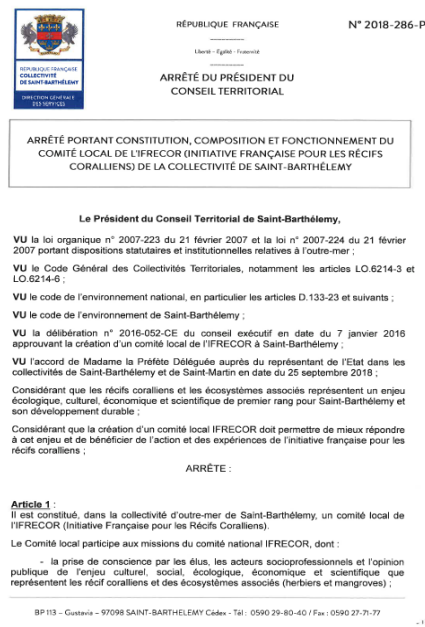 RÉPUBLIQUE FRANÇAISE
N° 2018-286-P
Liberté - Egalité - Fraternité
RÉPUBLIQUE FRANÇAISE
COLLECTIVITÉ
DE SAINT-BARTHÉLEMY
DIRECTION GÉNÉRALE
DES SERVICES
ARRÊTÉ DU PRÉSIDENT DU
CONSEIL TERRITORIAL
ARRÊTÉ PORTANT CONSTITUTION, COMPOSITION ET FONCTIONNEMENT DU
COMITÉ LOCAL DE L'IFRECOR (INITIATIVE FRANÇAISE POUR LES RÉCIFS
CORALLIENS) DE LA COLLECTIVITÉ DE SAINT-BARTHÉLEMY
Le Président du Conseil Territorial de Saint-Barthélemy,
VU la loi organique n° 2007-223 du 21 février 2007 et la loi n° 2007-224 du 21 février
2007 portant dispositions statutaires et institutionnelles relatives à l'outre-mer ;
VU le Code Général des Collectivités Territoriales, notamment les articles LO.6214-3 et
LO.6214-6 ;
VU le code de l'environnement national, en particulier les articles D.133-23 et suivants ;
VU le code de l'environnement de Saint-Barthélemy ;
VU la délibération n° 2016-052-CE du conseil exécutif en date du 7 janvier 2016
approuvant la création d'un comité local de l'IFRECOR à Saint-Barthélemy ;
VU l'accord de Madame la Préfète Déléguée auprès du représentant de l'Etat dans les
collectivités de Saint-Barthélemy et de Saint-Martin en date du 25 septembre 2018 ;
Considérant que les récifs coralliens et les écosystèmes associés représentent un enjeu
écologique, culturel, économique et scientifique de premier rang pour Saint-Barthélemy et
son développement durable ;
Considérant que la création d'un comité local IFRECOR doit permettre de mieux répondre
à cet enjeu et de bénéficier de l'action et des expériences de l'initiative française pour les
récifs coralliens ;
ARRÊTE :
Article 1 :
Il est constitué, dans la collectivité d'outre-mer de Saint-Barthélemy, un comité local de
l'IFRECOR (Initiative Française pour les Récifs Coralliens).
Le Comité local participe aux missions du comité national IFRECOR, dont :
- la prise de conscience par les élus, les acteurs socioprofessionnels et l'opinion
publique de l'enjeu culturel, social, écologique, économique et scientifique que
représentent les récif coralliens et des écosystèmes associés (herbiers et mangroves) ;
BP 113 – Gustavia – 97098 SAINT-BARTHELEMY Cédex - Tél : 0590 29-80-40 / Fax : 0590 27-71-77